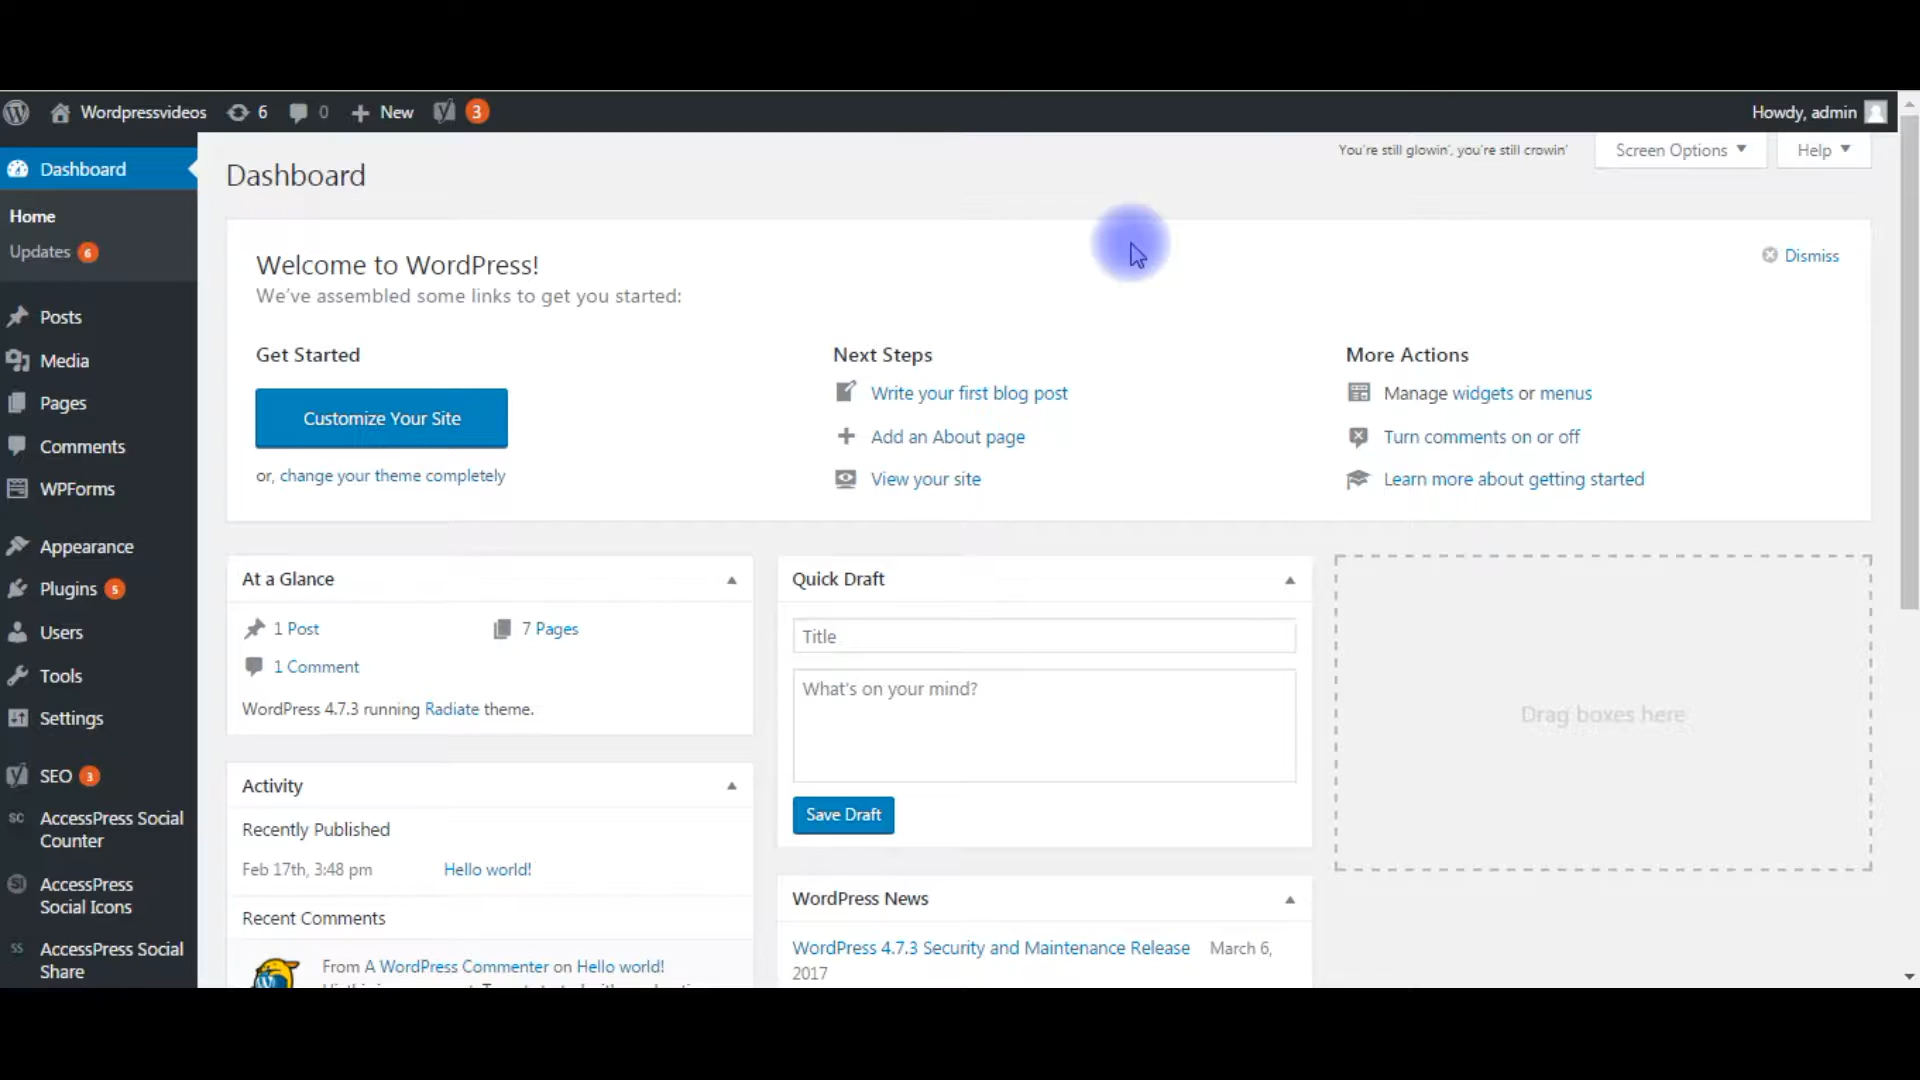 Wordpressvideos 6 0 New 3 Howdy, admin
Dashboard
Home
Updates 6
Posts
Media
Pages
Comments
WPForms
Appearance
Plugins 5
Users
Tools
Settings
SEO 3
SC AccessPress Social
Counter
AccessPress
Social Icons
SS AccessPress Social
Share
You're still glowin', you're still crowin'
Screen Options
Help
Dashboard
Welcome to WordPress!
We've assembled some links to get you started:
Dismiss
Get Started
Customize Your Site
or, change your theme completely
Next Steps
Write your first blog post
Add an About page
View your site
More Actions
Manage widgets or menus
Turn comments on or off
Learn more about getting started
At a Glance
1 Post 7 Pages
1 Comment
WordPress 4.7.3 running Radiate theme.
Activity
Recently Published
Feb 17th, 3:48 pm Hello world!
Recent Comments
From A WordPress Commenter on Hello world!
Quick Draft
Title
What's on your mind?
Save Draft
WordPress News
WordPress 4.7.3 Security and Maintenance Release March 6,
2017
Drag boxes here